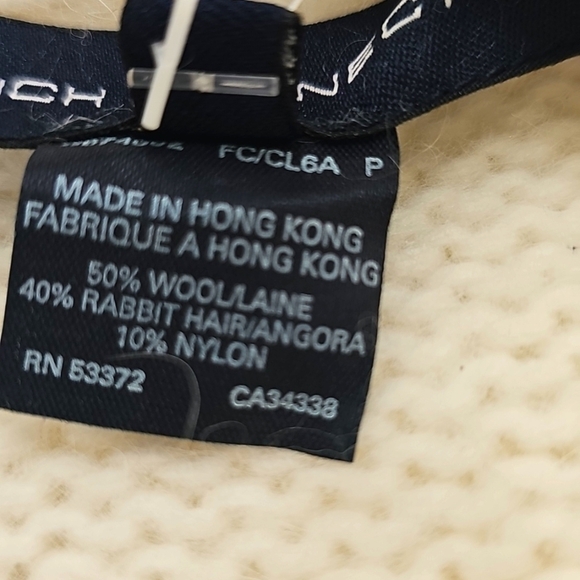 FC/CL6A P
MADE IN HONG KONG
FABRIQUE A HONG KONG
50% WOOL/LAINE
40% RABBIT HAIR/ANGORA
10% NYLON
RN 53372 CA34338